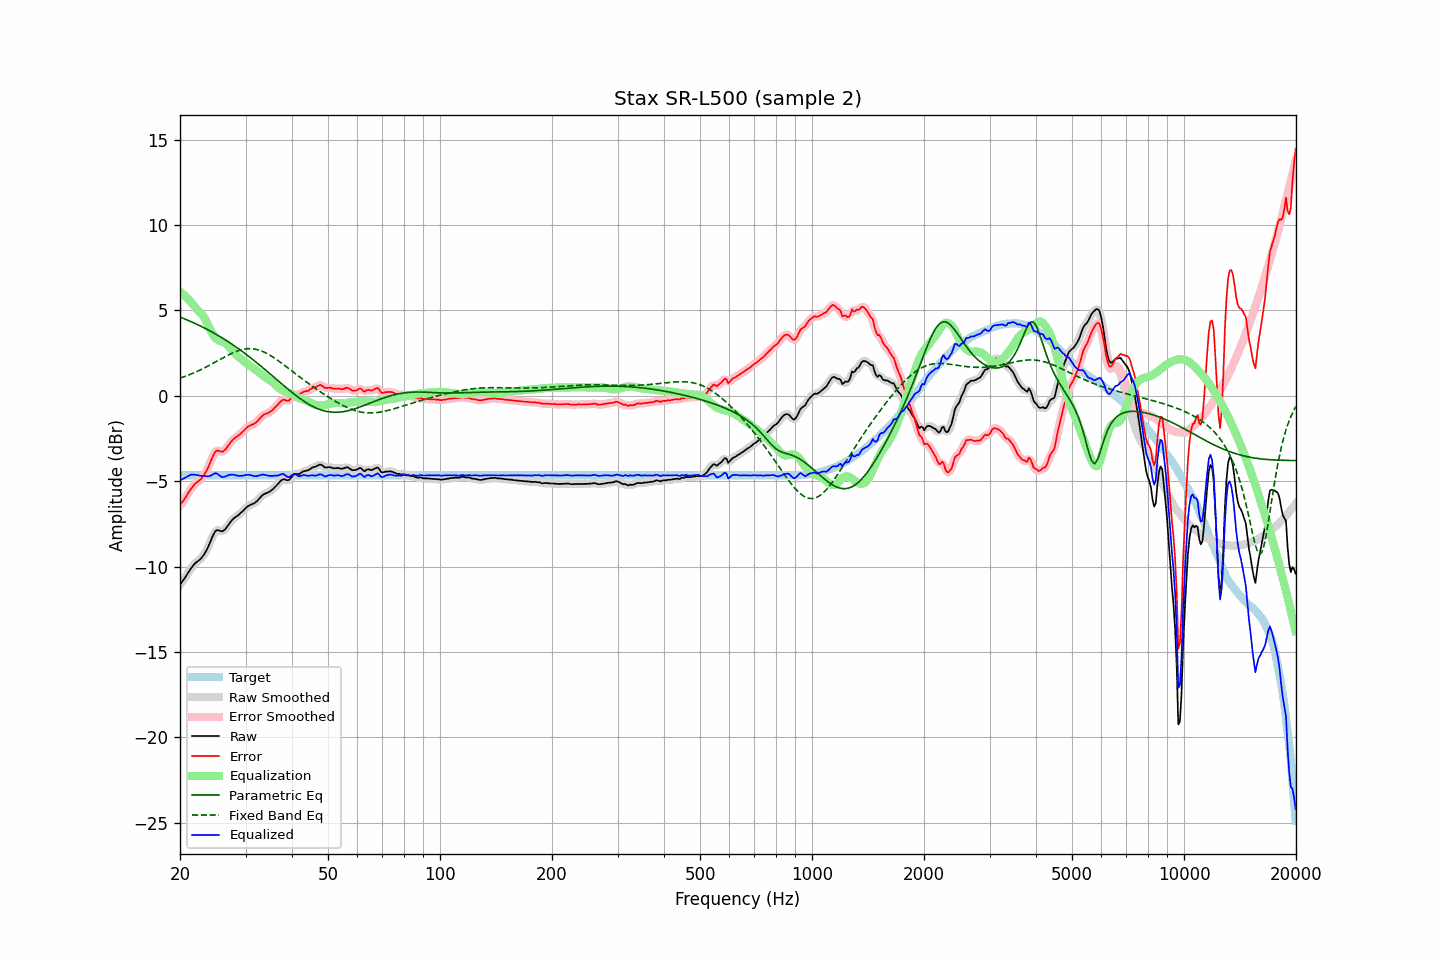 Stax SR-L500 (sample 2)
15
10
5
0
−5
−10
−15
−20
−25
Amplitude (dBr)
Target
Raw Smoothed
Error Smoothed
Raw
Error
Equalization
Parametric Eq
Fixed Band Eq
Equalized
20 50 100 200 500 1000 2000 5000 10000 20000
Frequency (Hz)